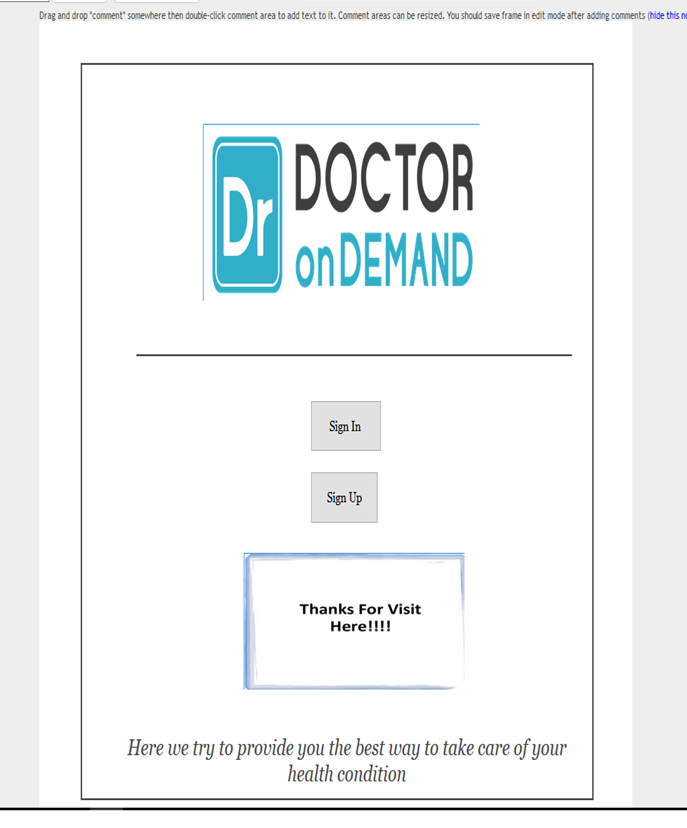 Drag and drop "comment" somewhere then double-click comment area to add text to it. Comment areas can be resized. You should save frame in edit mode after adding comments (hide this
Dr
DOCTOR
on DEMAND
Sign In
Sign Up
Thanks For Visit
Here!!!!
Here we try to provide you the best way to take care of your
health condition